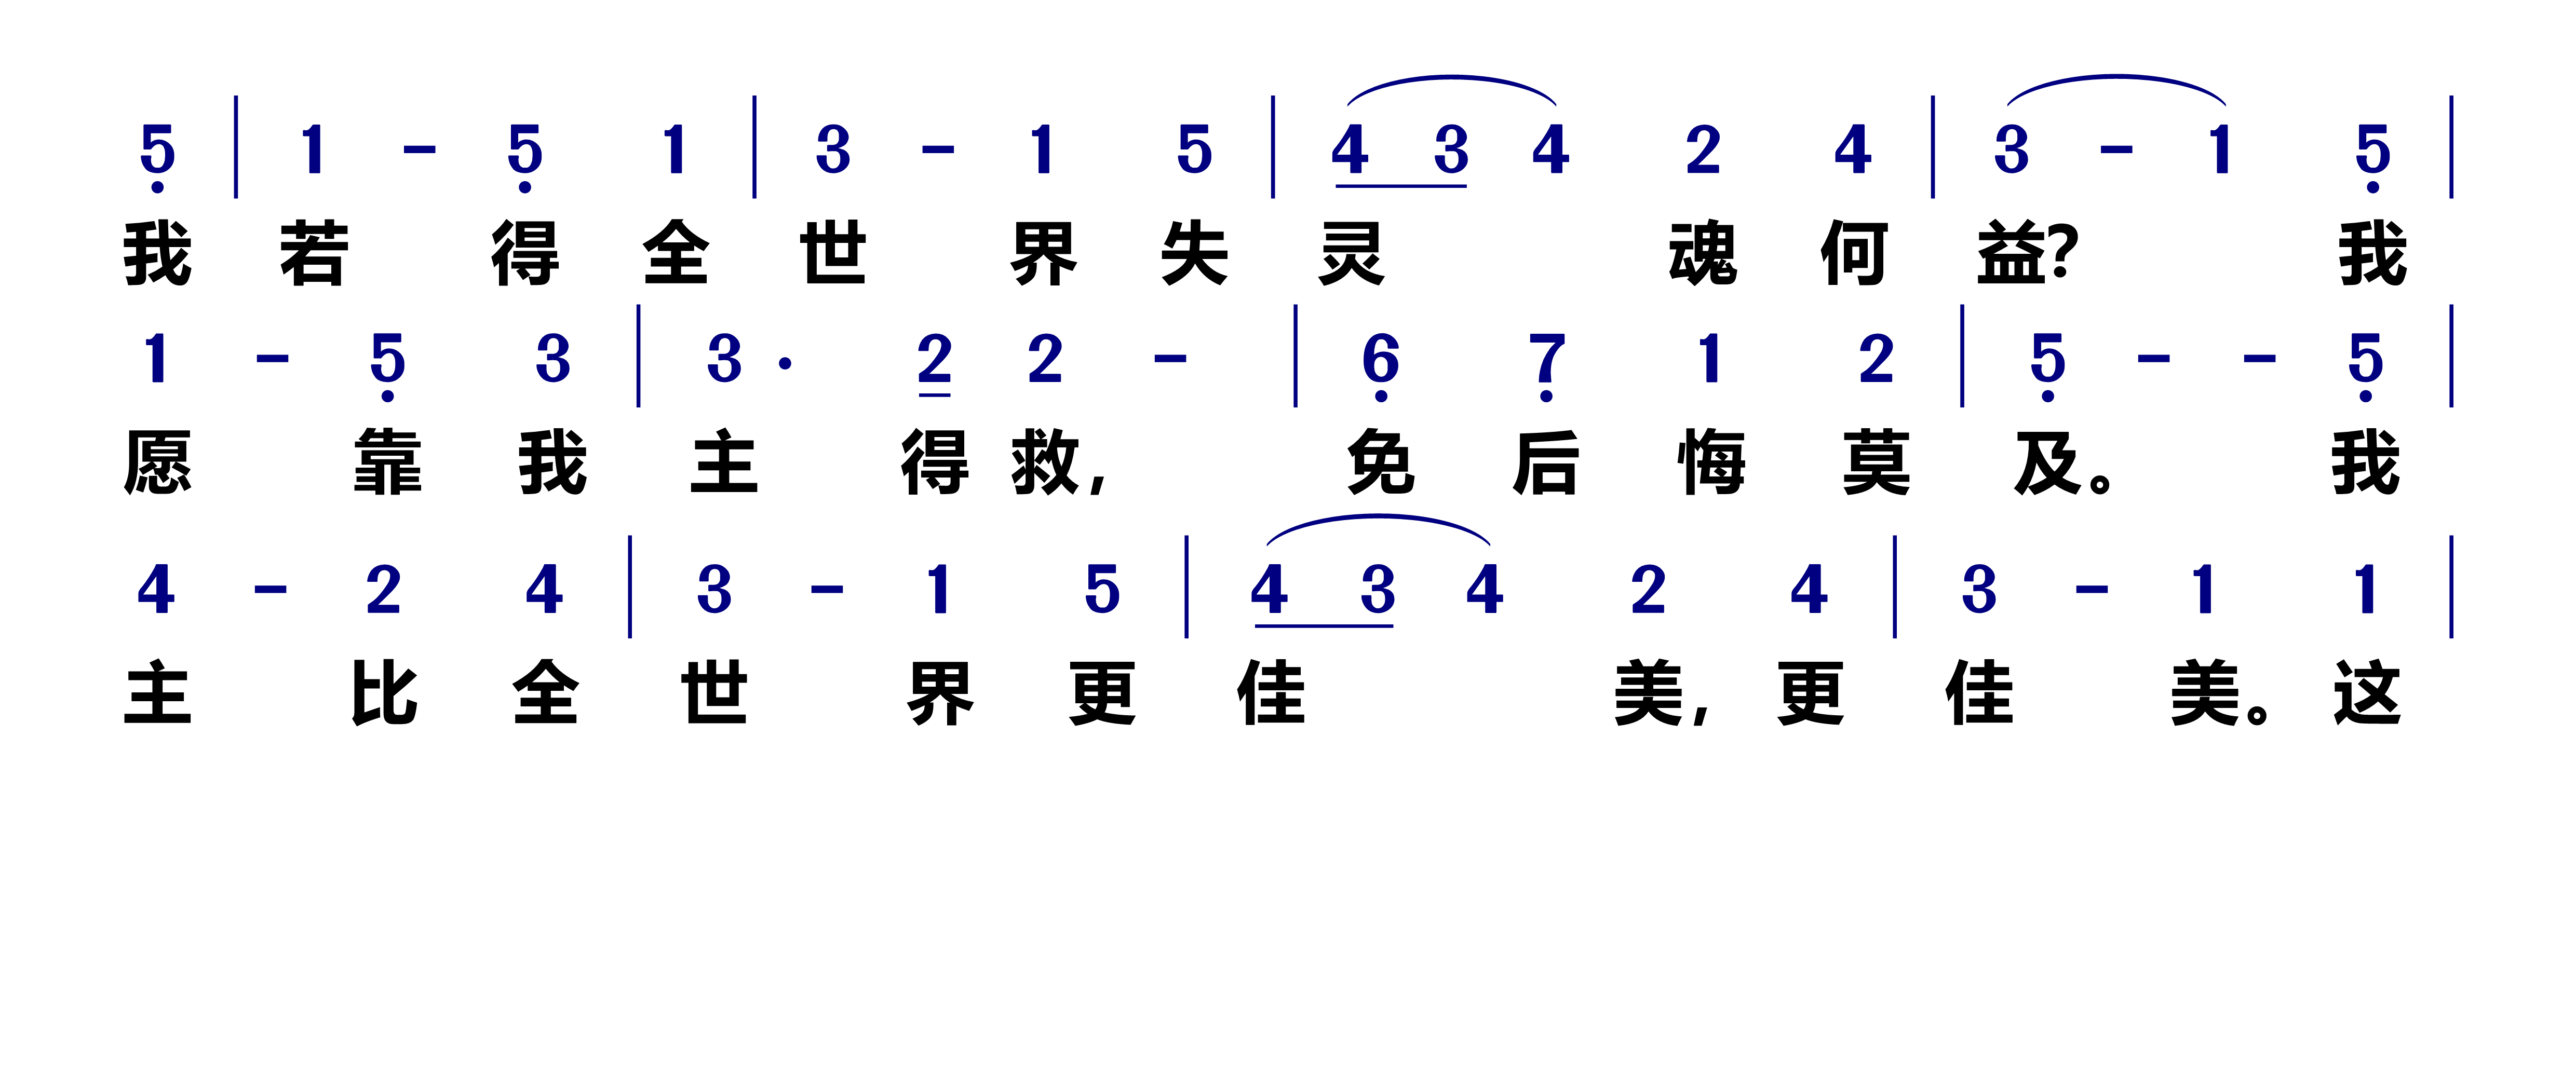 5 | 1 - 5 1 | 3 - 1 5 | 4 3 4 2 4 | 3 - 1 5 |
我若得全世界失灵魂何益？我
1 - 5 3 | 3 · 2 2 - | 6 7 1 2 | 5 - - 5 |
愿靠我主得救，免后悔莫及。我
4 - 2 4 | 3 - 1 5 | 4 3 4 2 4 | 3 - 1 1 |
主比全世界更佳美，更佳美。这